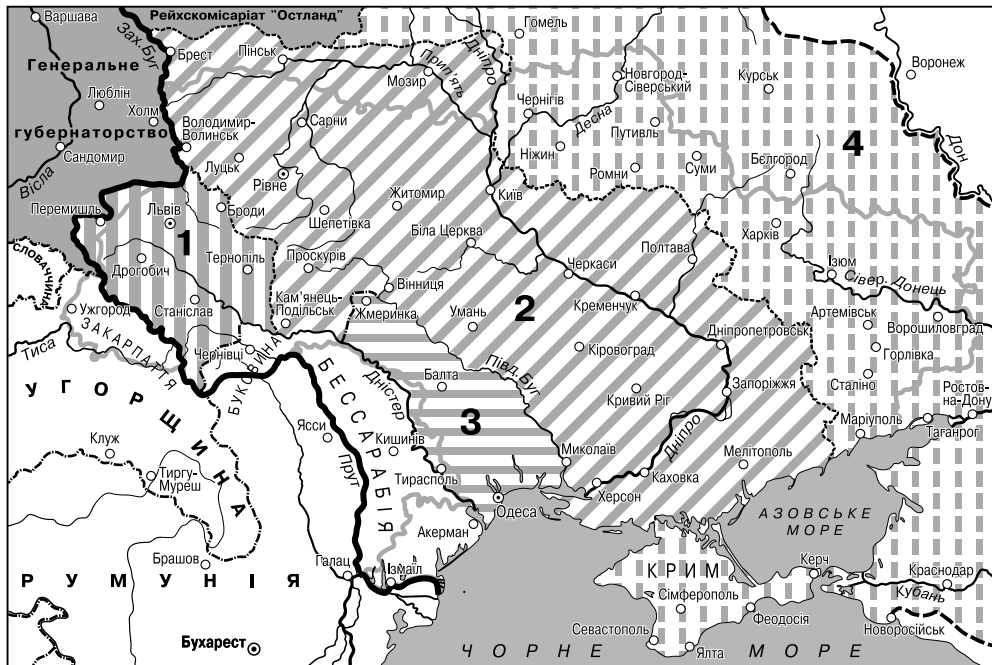 Варшава
Рейхскомісаріат "Остланд"
Гомель
Зах.Буг
Брест
Пінськ
Прип'ять
Дніпро
Мозир
Новгород-
Сіверський
Курськ
Воронеж
Генеральне
Люблін
Холм
губернаторство
Володимир-
Волинськ
Сарни
Чернігів
Десна
Путивль
4
Дон
Сандомир
Вісла
Луцьк
Рівне
Ніжин
Ромни
Суми
Бєлгород
Житомир
Київ
Перемишль
Львів
Броди
Шепетівка
Біла Церква
Полтава
Харків
1
СЛОВАЧЧИНА
Дрогобич
Тернопіль
Проскурів
Вінниця
Черкаси
Ізюм
Сівер. Донець
Станіслав
Кам'янець-
Подільськ
Жмеринка
Умань
2
Кременчук
Артемівськ
Ворошиловград
Ужгород
ЗАКАРПАТТЯ
Тиса
Чернівці
БУКОВИНА
Дніпропетровськ
Горлівка
Кіровоград
Півд.Буг
БЕССАРАБІЯ
Дністер
Балта
Запоріжжя
Сталіно
Ростов-
на-Дону
УГОРЩИНА
Кривий Ріг
3
Маріуполь
Таганрог
Клуж
Ясси
Прут
Кишинів
Миколаїв
Дніпро
Мелітополь
Тиргу-
Муреш
Тирасполь
Херсон
Каховка
Одеса
АЗОВСЬКЕ
МОРЕ
Акерман
Брашов
Галац
Ізмаїл
КРИМ
Керч
Краснодар
Кубань
РУМУНІЯ
Сімферополь
Феодосія
Новоросійськ
Бухарест
Севастополь
Ялта
ЧОРНЕ МОРЕ